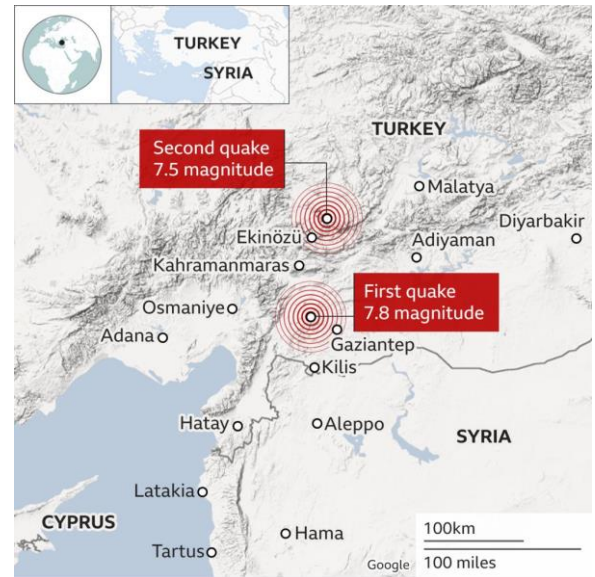 TURKEY
SYRIA
TURKEY
Second quake
7.5 magnitude
Malatya
Diyarbakir
Ekinözü
Adiyaman
Kahramanmaras
First quake
7.8 magnitude
Osmaniye
Adana
Gaziantep
Kilis
Hatay
Aleppo
SYRIA
Latakia
CYPRUS
Hama
Tartus
Google
100km
100 miles